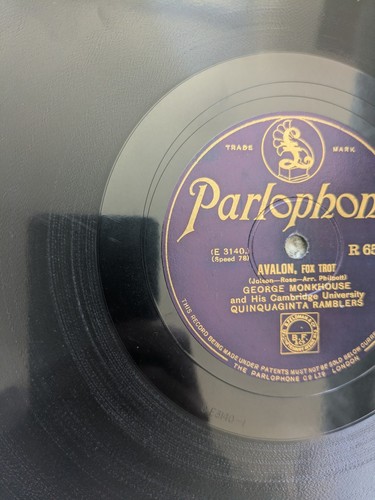 TRADE MARK
Parlophon
(E 3140.
(Speed 78)
R 65
AVALON, FOX TROT
(Jolson-Rose-Arr. Philpott)
GEORGE MONKHOUSE
and His Cambridge University
QUINQUAGINTA RAMBLERS
THIS RECORD BEING MADE UNDER PATENTS MUST NOT BE SOLD BELOW CURR
THE PARLOPHONE CO LTD. LONDON